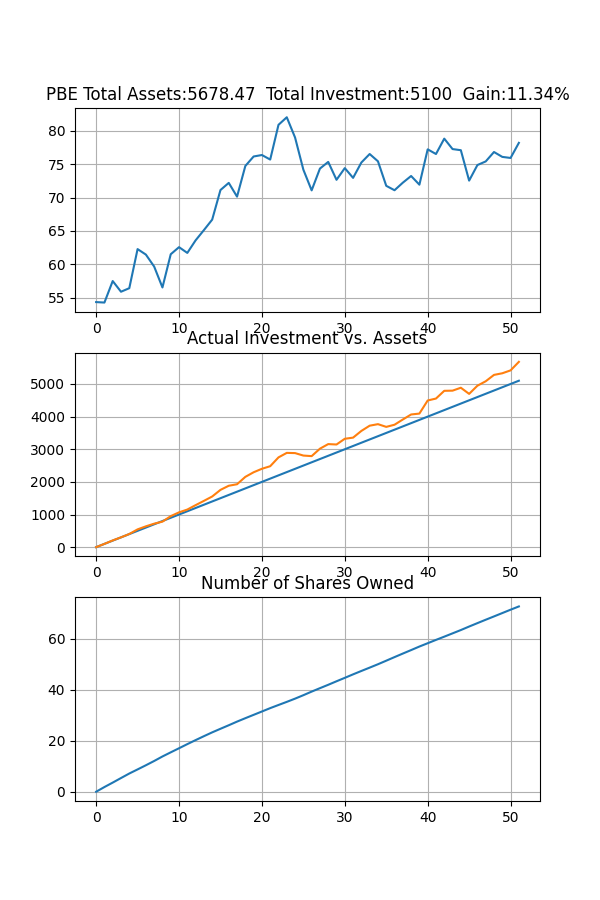 PBE Total Assets:5678.47  Total Investment:5100  Gain:11.34%
80
75
70
65
60
55
0 10 20 30 40 50
Actual Investment vs. Assets
5000
4000
3000
2000
1000
0
0 10 20 30 40 50
Number of Shares Owned
60
40
20
0
0 10 20 30 40 50